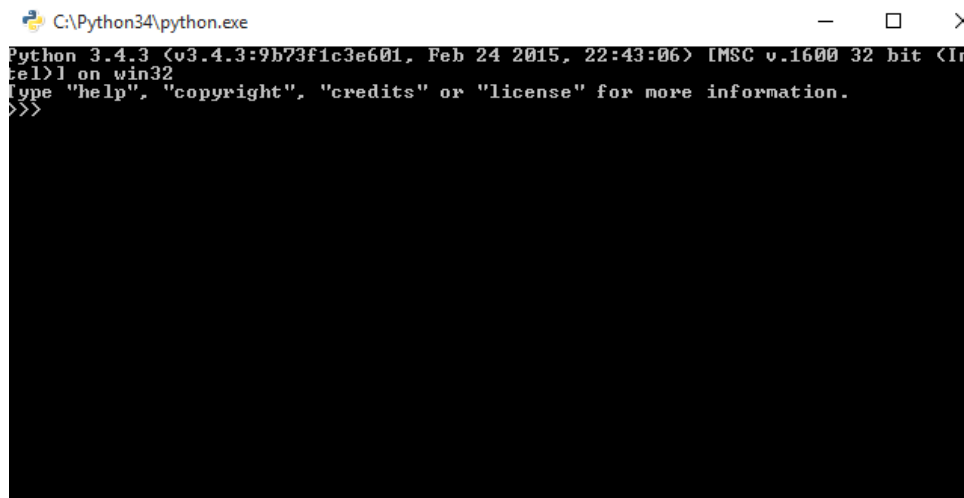 C:\Python34\python.exe
Python 3.4.3 (v3.4.3:9b73f1c3e601, Feb 24 2015, 22:43:06) [MSC v.1600 32 bit (In
tel)] on win32
Type "help", "copyright", "credits" or "license" for more information.
>>>